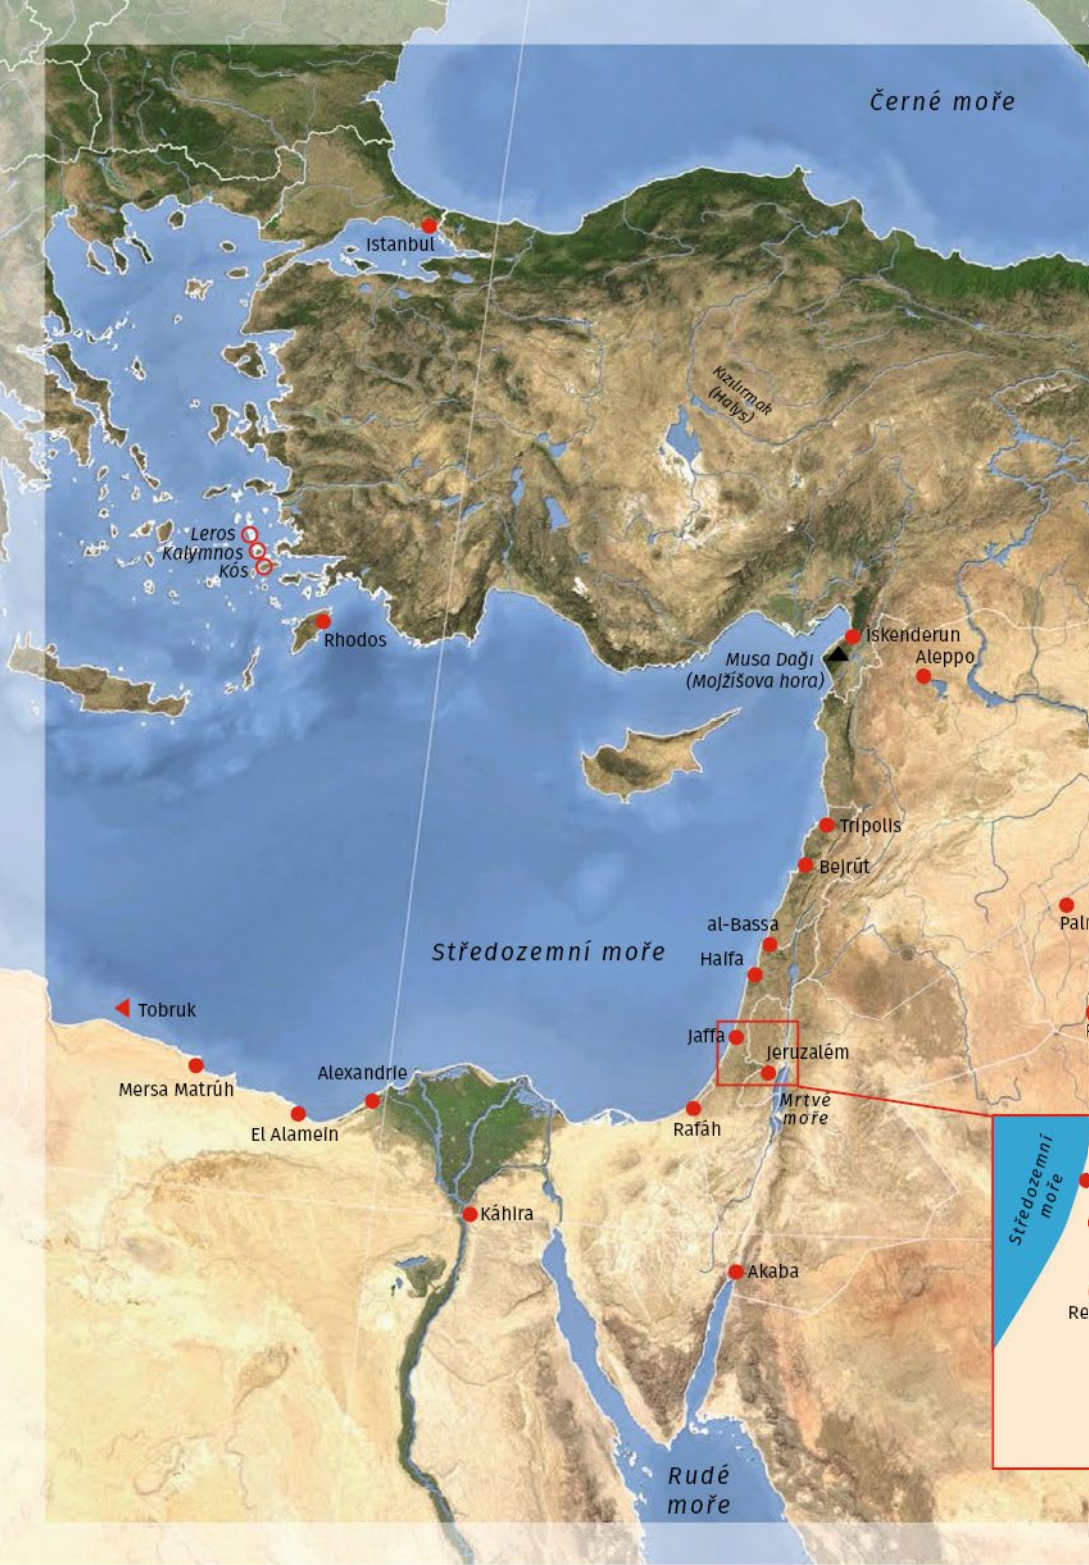 Černé moře
Istanbul
Kızılırmak
(Halys)
Leros
Kalymnos
Kós
Rhodos
İskenderun
Aleppo
Musa Dağı
(Mojžíšova hora)
Tripolis
Bejrút
al-Bassa
Haifa
Středozemní moře
Tobruk
Jaffa
Jeruzalém
Mrtvé
moře
Mersa Matrúh
Alexandrie
El Alamein
Rafáh
Káhira
Akaba
Středozemní
moře
Re
Rudé
moře